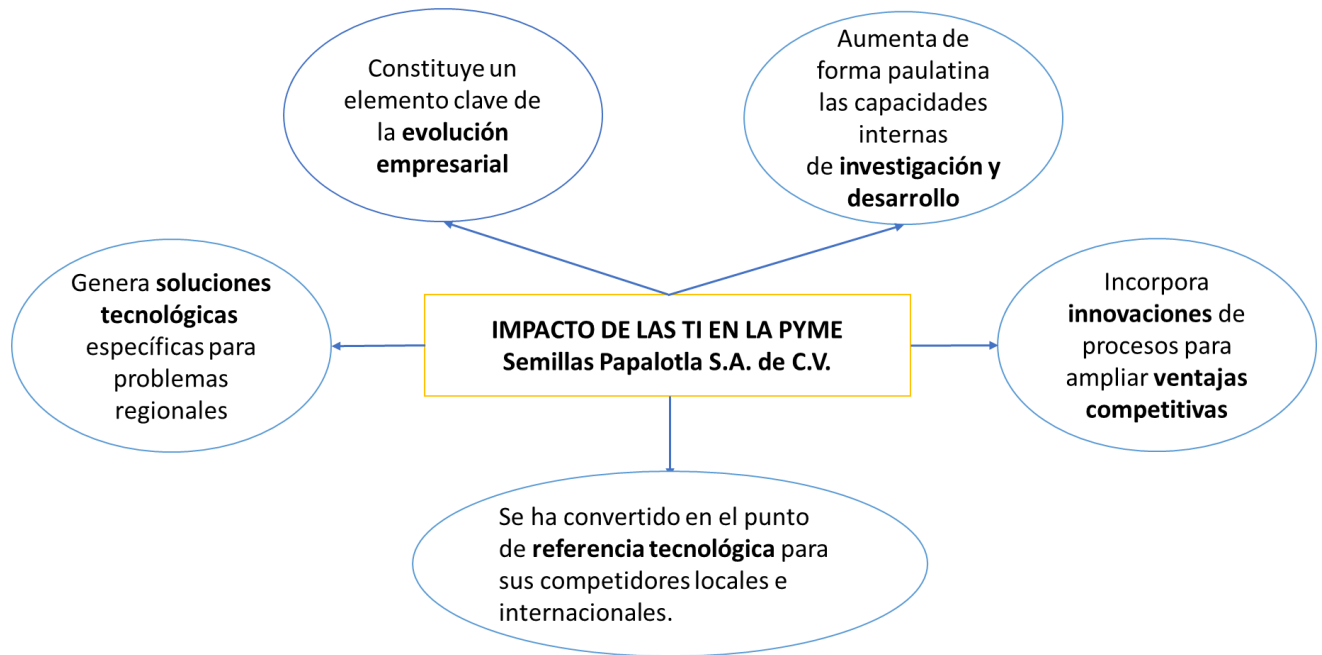 Constituye un
elemento clave de
la evolución
empresarial
Aumenta de
forma paulatina
las capacidades
internas
de investigación y
desarrollo
Genera soluciones
tecnológicas
específicas para
problemas
regionales
IMPACTO DE LAS TI EN LA PYME
Semillas Papalotla S.A. de C.V.
Incorpora
innovaciones de
procesos para
ampliar ventajas
competitivas
Se ha convertido en el punto
de referencia tecnológica para
sus competidores locales e
internacionales.